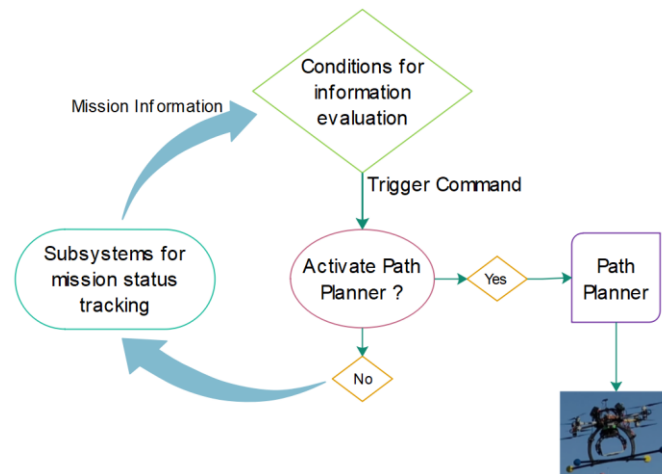 Conditions for
information
evaluation
Mission Information
Trigger Command
Subsystems for
mission status
tracking
Activate Path
Planner ?
Yes
Path
Planner
No